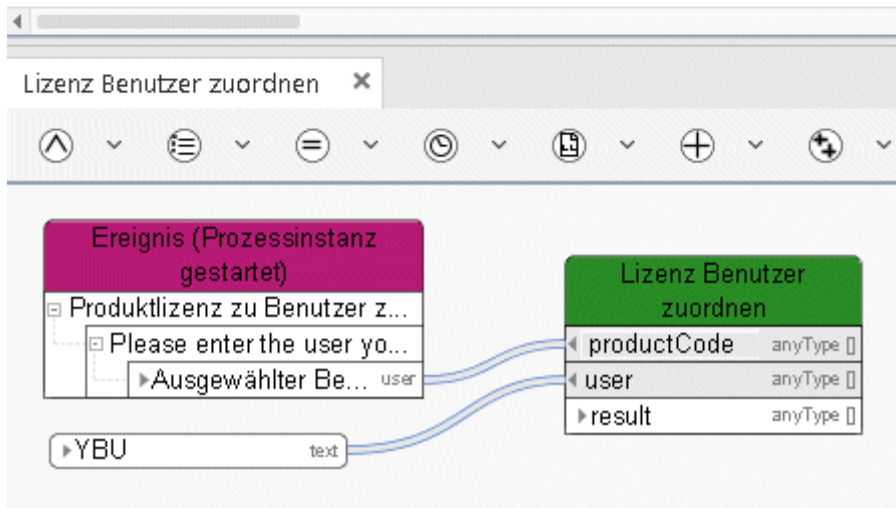 Lizenz Benutzer zuordnen
Ereignis (Prozessinstanz
gestartet)
Produktlizenz zu Benutzer z...
Please enter the user yo...
Ausgewählter Be... user
YBU text
Lizenz Benutzer
zuordnen
productCode anyType []
user anyType []
result anyType []